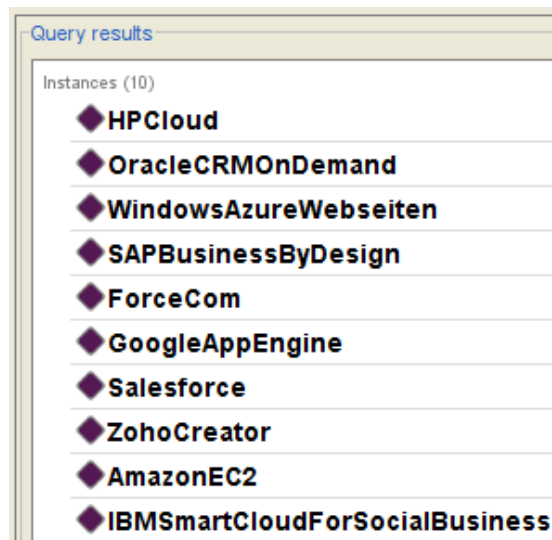 Query results
Instances (10)
HPCloud
OracleCRMOnDemand
WindowsAzureWebseiten
SAPBusinessByDesign
ForceCom
GoogleAppEngine
Salesforce
ZohoCreator
AmazonEC2
IBMSmartCloudForSocialBusiness